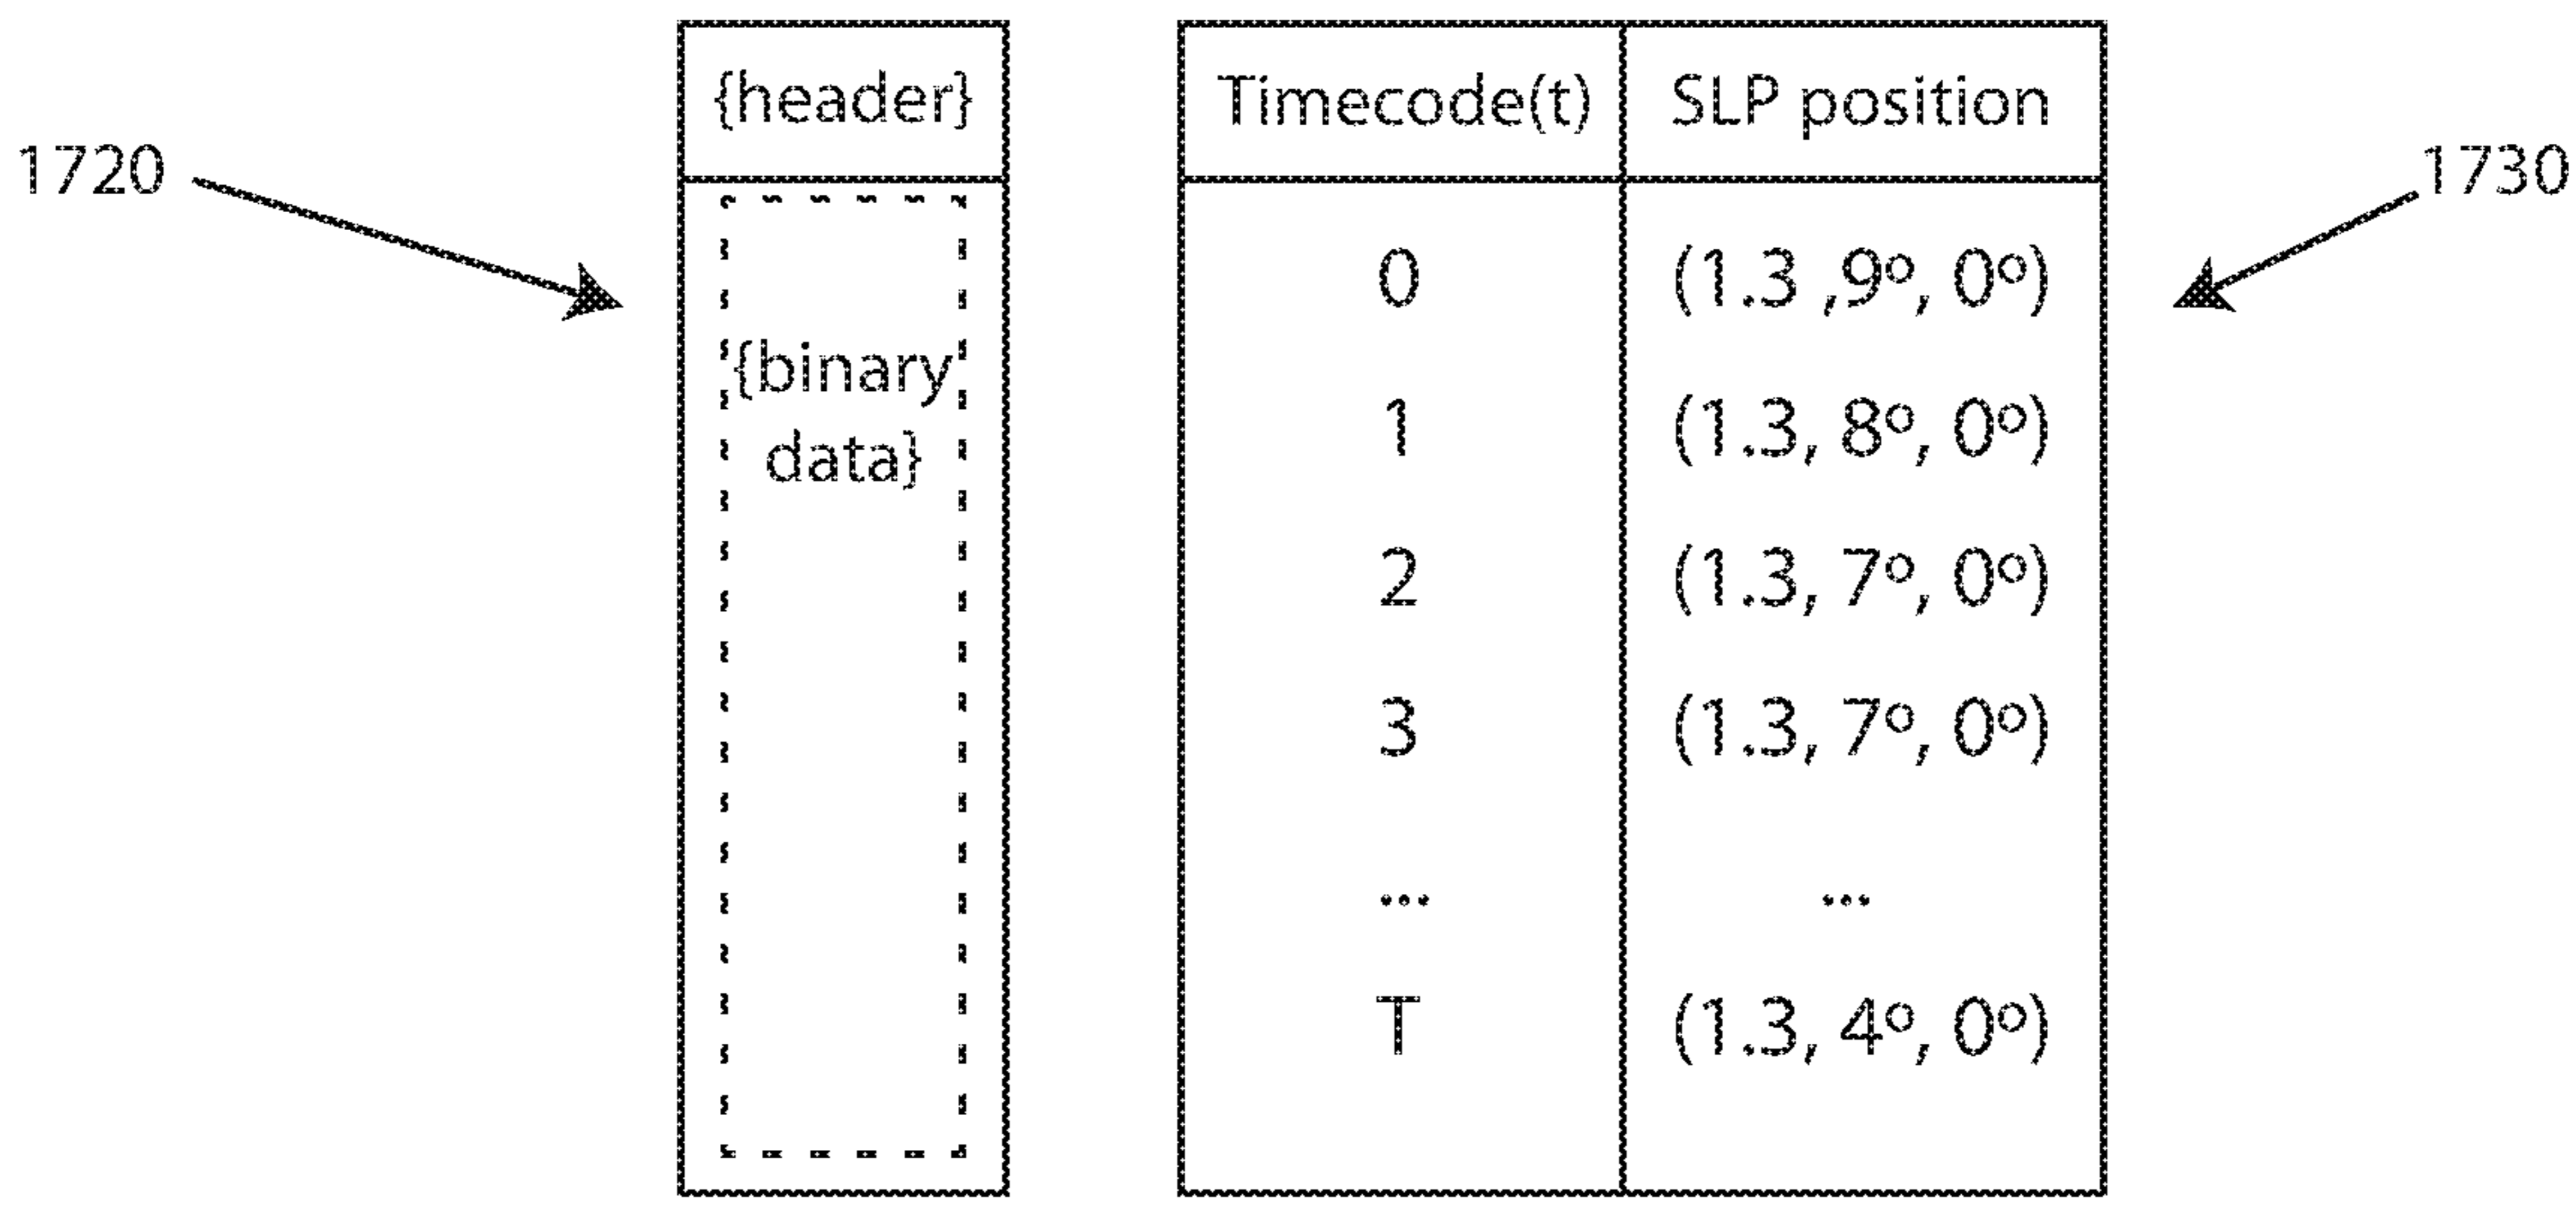 1720
{header}
{binary
data}
Timecode(t) SLP position
0 (1.3 ,9º, 0º)
1 (1.3, 8º, 0º)
2 (1.3, 7º, 0º)
3 (1.3, 7º, 0º)
... ...
T (1.3, 4º, 0º)
1730